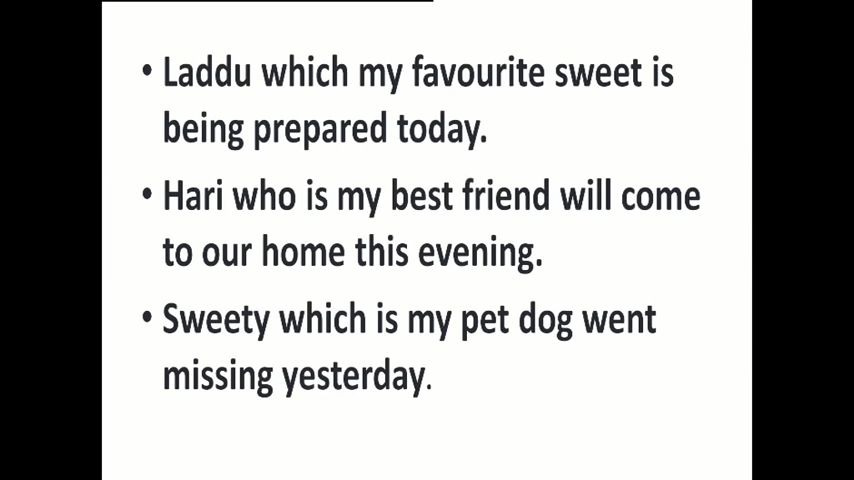 • Laddu which my favourite sweet is
being prepared today.
• Hari who is my best friend will come
to our home this evening.
• Sweety which is my pet dog went
missing yesterday.